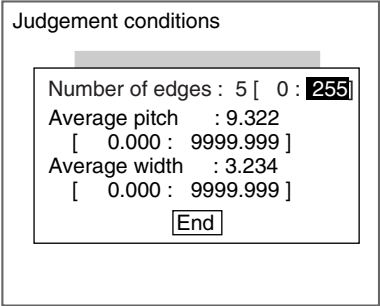 Judgement conditions
Number of edges : 5 [ 0 : 255]
Average pitch : 9.322
[ 0.000 : 9999.999 ]
Average width : 3.234
[ 0.000 : 9999.999 ]
End